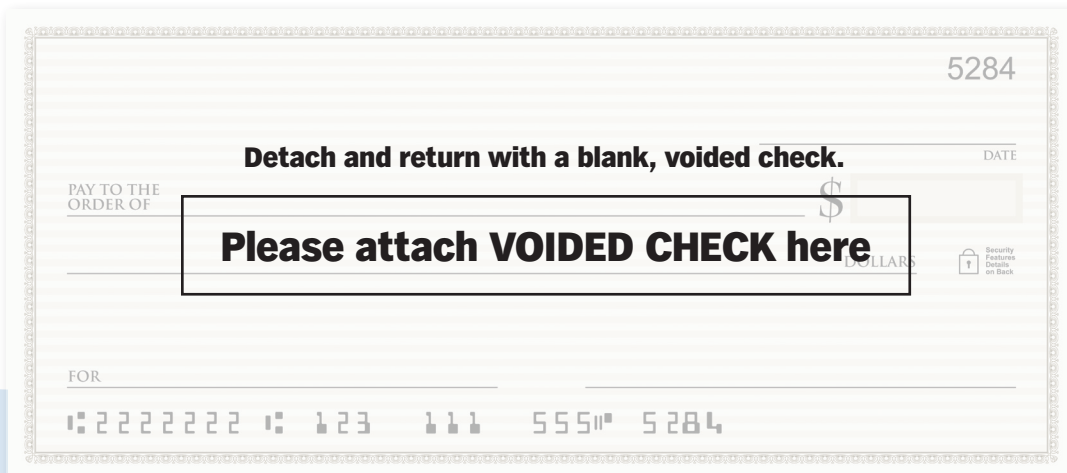 5284
Detach and return with a blank, voided check.
DATE
PAY TO THE
ORDER OF
$
Please attach VOIDED CHECK here
DOLLARS
Security
Features
Details
on Back
FOR
⑆2222222⑆ 123 111 555⑈ 5284